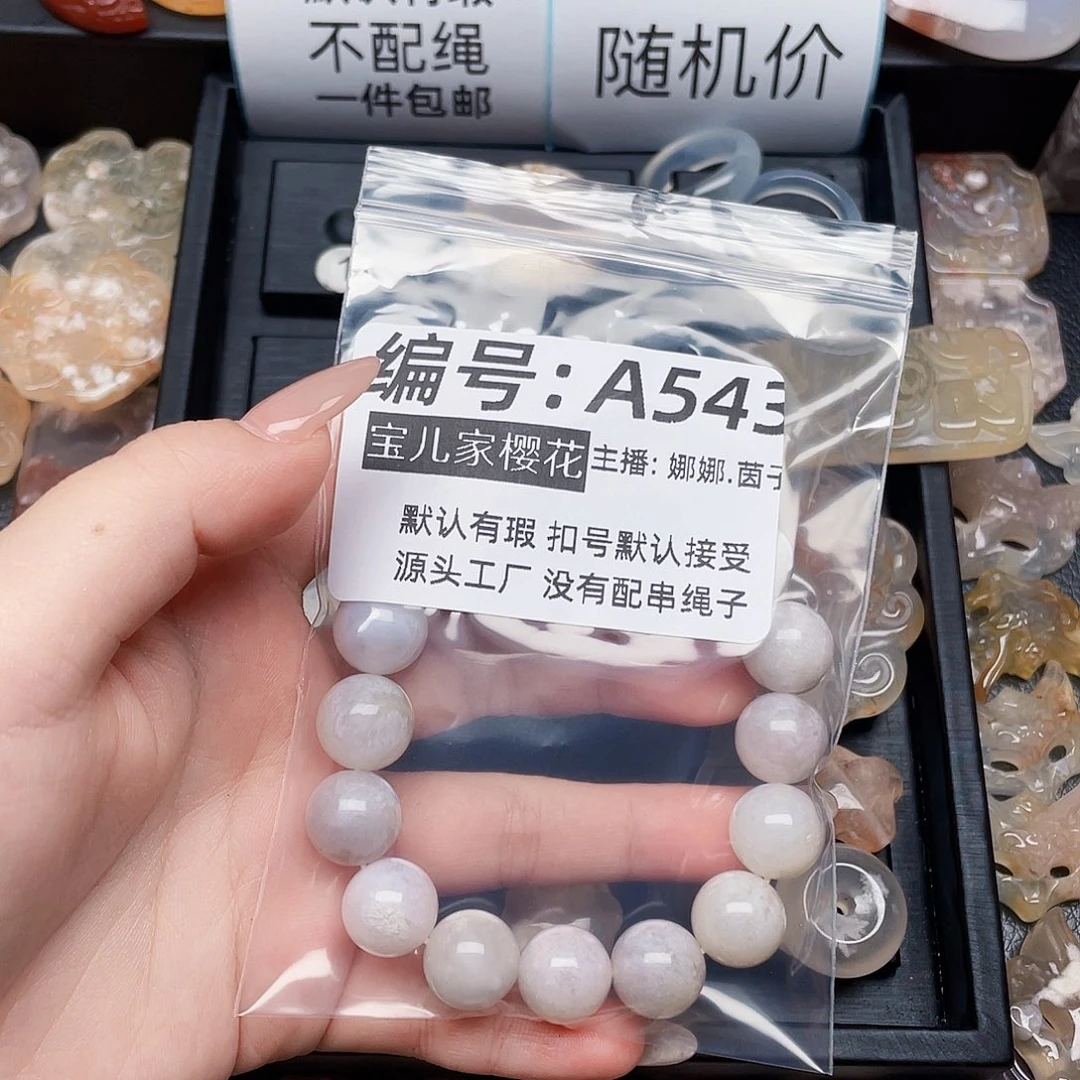 不配绳
一件包邮
随机价
编号：A543
宝儿家樱花
主播：娜娜.茵子
默认有瑕 扣号默认接受
源头工厂 没有配串绳子